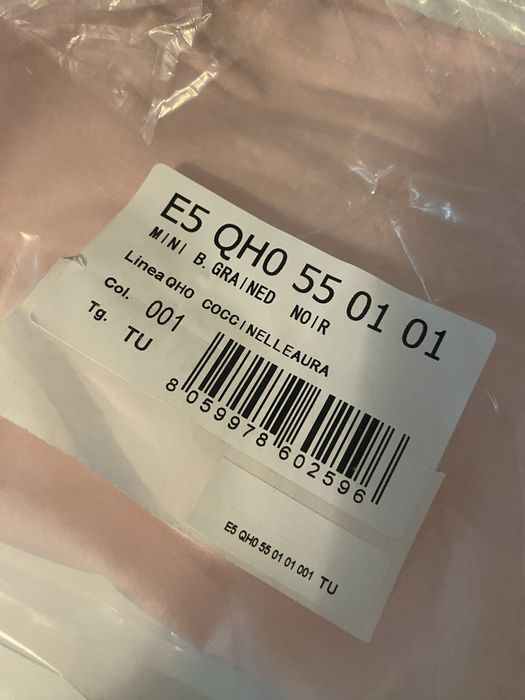 E5 QH0 55 01 01
MINI B.GRAINED NOIR
Linea QH0 COCCINELLEAURA
Col. 001
Tg. TU
8 059978 602596
E5 QH0 55 01 01 001 TU